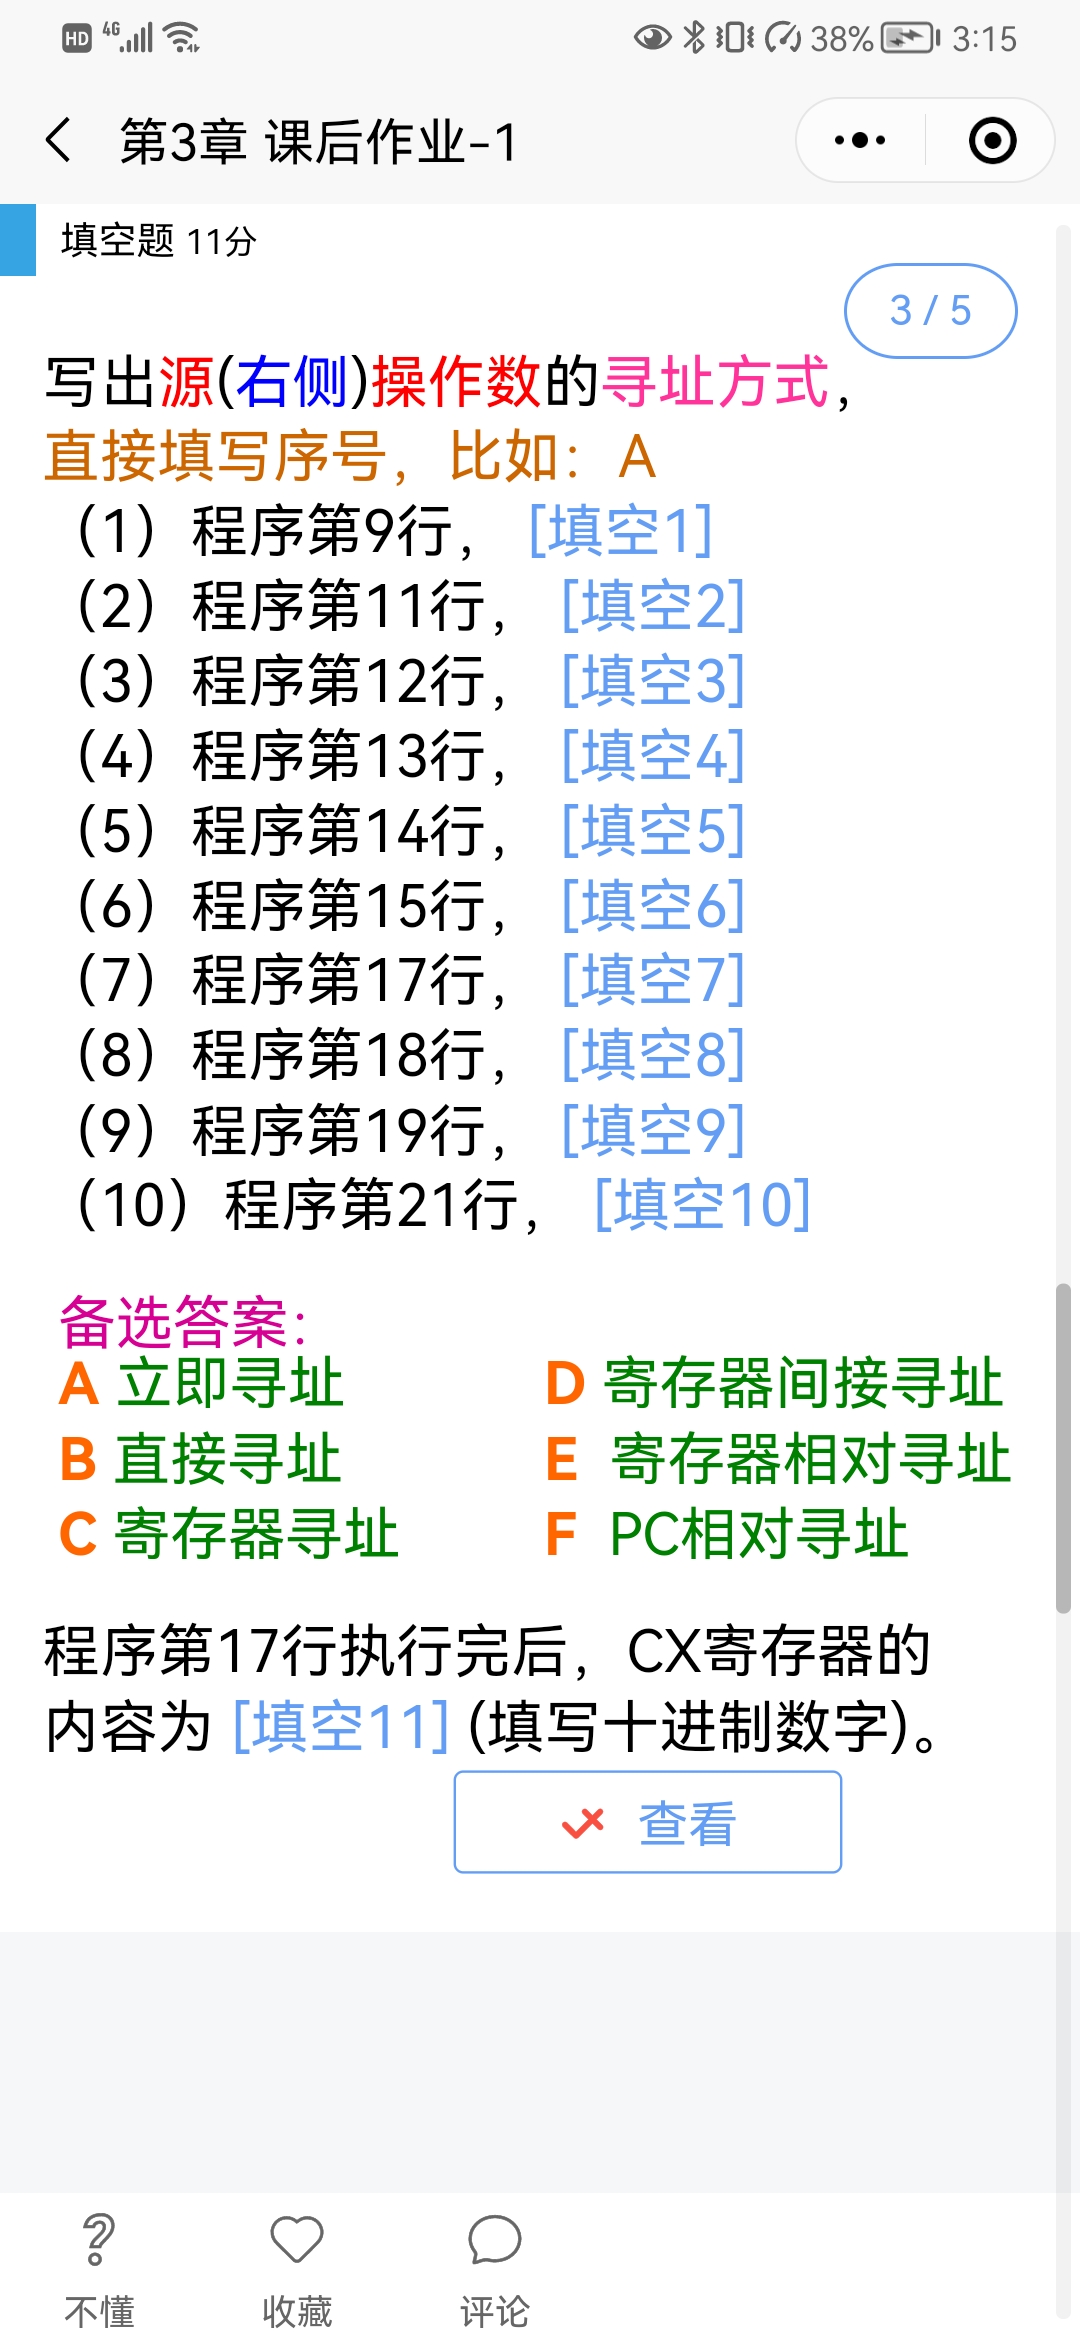 HD 4G 38% 3:15
第3章 课后作业-1
填空题 11分
3 / 5
写出源(右侧)操作数的寻址方式,
直接填写序号,比如:A
(1)程序第9行, [填空1]
(2)程序第11行, [填空2]
(3)程序第12行, [填空3]
(4)程序第13行, [填空4]
(5)程序第14行, [填空5]
(6)程序第15行, [填空6]
(7)程序第17行, [填空7]
(8)程序第18行, [填空8]
(9)程序第19行, [填空9]
(10)程序第21行, [填空10]
备选答案:
A 立即寻址 D 寄存器间接寻址
B 直接寻址 E 寄存器相对寻址
C 寄存器寻址 F PC相对寻址
程序第17行执行完后,CX寄存器的
内容为 [填空11] (填写十进制数字)。
查看
不懂 收藏 评论